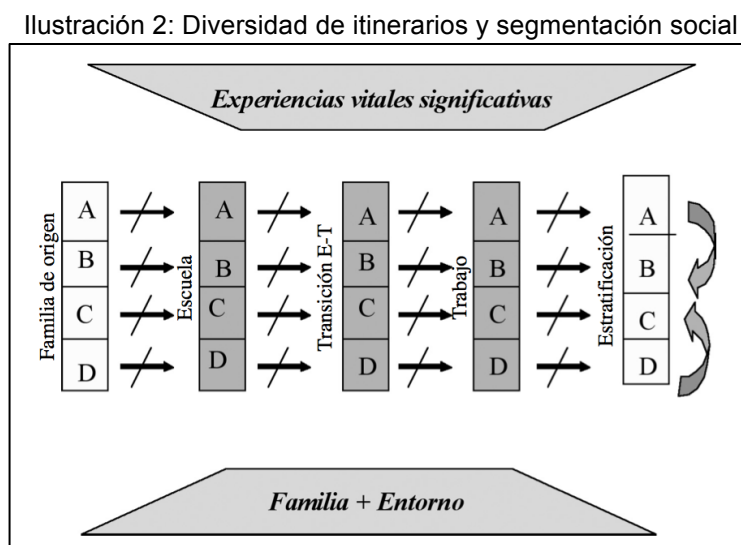 Ilustración 2: Diversidad de itinerarios y segmentación social
Experiencias vitales significativas
Familia de origen
A
B
C
D
Escuela
A
B
C
D
Transición E-T
A
B
C
D
Trabajo
A
B
C
D
Estratificación
A
B
C
D
Familia + Entorno